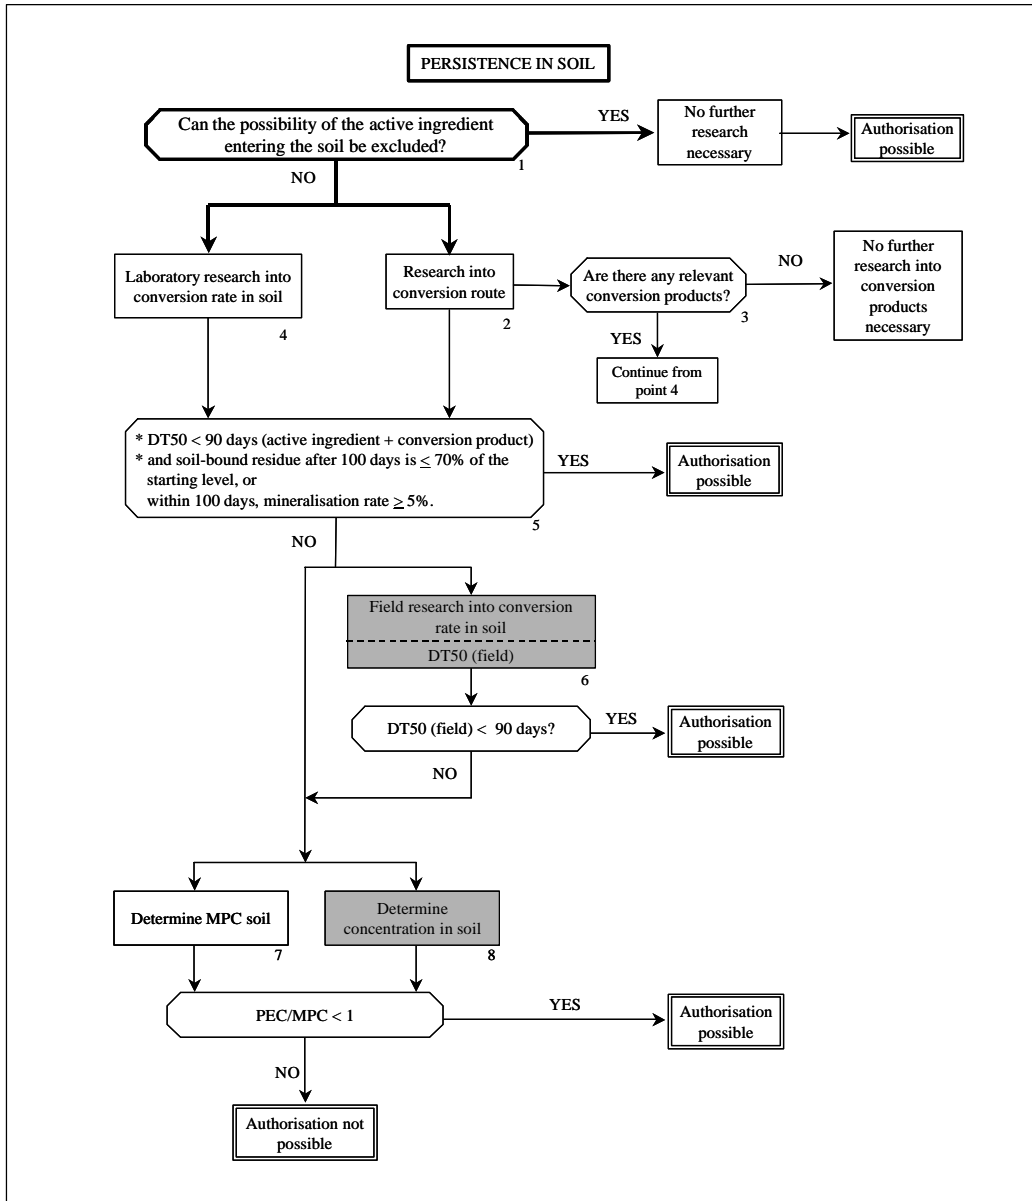 PERSISTENCE IN SOIL
Can the possibility of the active ingredient
entering the soil be excluded?
1
YES
No further
research
necessary
Authorisation
possible
NO
Laboratory research into
conversion rate in soil
4
Research into
conversion route
2
Are there any relevant
conversion products?
3
NO
No further
research into
conversion
products
necessary
YES
Continue from
point 4
* DT50 < 90 days (active ingredient + conversion product)
* and soil-bound residue after 100 days is ≤ 70% of the
starting level, or
within 100 days, mineralisation rate ≥ 5%.
5
YES
Authorisation
possible
NO
Field research into conversion
rate in soil
DT50 (field)
6
DT50 (field) < 90 days?
YES
Authorisation
possible
NO
Determine MPC soil
7
Determine
concentration in soil
8
PEC/MPC < 1
YES
Authorisation
possible
NO
Authorisation not
possible